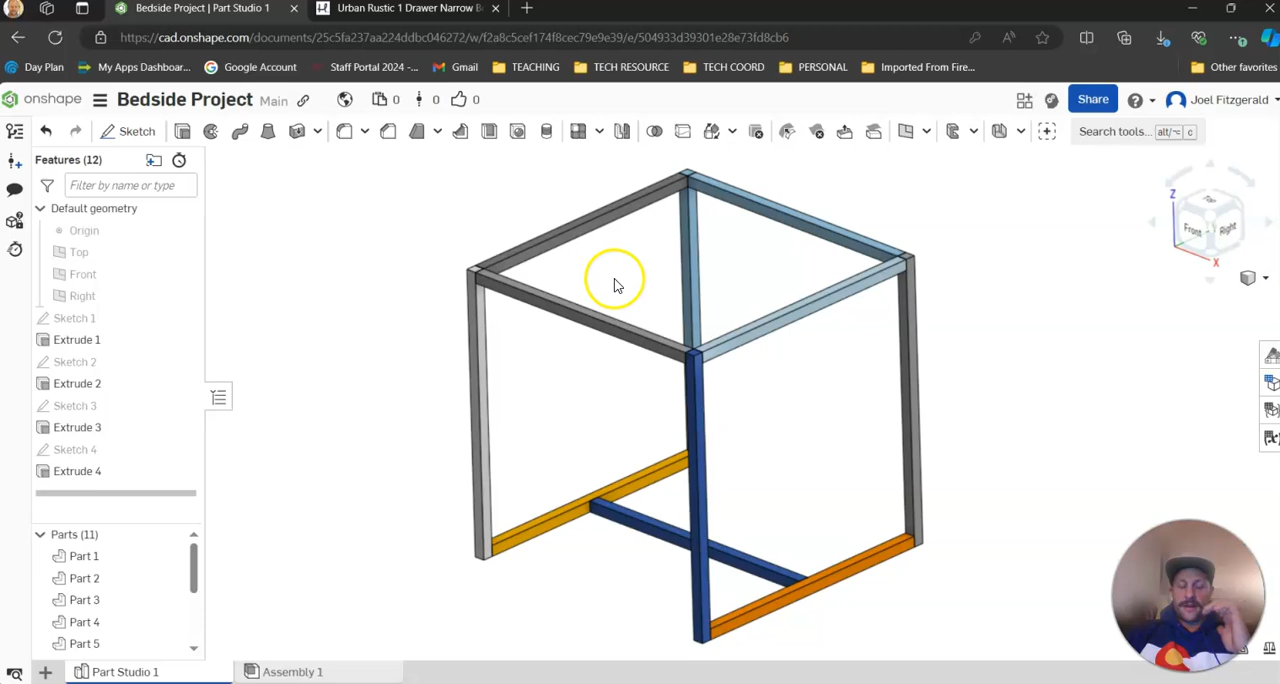 Bedside Project | Part Studio 1
Urban Rustic 1 Drawer Narrow Be
https://cad.onshape.com/documents/25c5fa237aa224ddbc046272/w/f2a8c5cef174f8cec79e9e39/e/504933d39301e28e73fd8cb6
Day Plan
My Apps Dashboar...
Google Account
Staff Portal 2024 -...
Gmail
TEACHING
TECH RESOURCE
TECH COORD
PERSONAL
Imported From Fire...
Other favorites
onshape
Bedside Project
Main
0
0
0
Share
Joel Fitzgerald
Sketch
Search tools...
alt/⌥
c
Features (12)
Filter by name or type
Default geometry
Origin
Top
Front
Right
Sketch 1
Extrude 1
Sketch 2
Extrude 2
Sketch 3
Extrude 3
Sketch 4
Extrude 4
Parts (11)
Part 1
Part 2
Part 3
Part 4
Part 5
Z
Top
Front
Right
X
Part Studio 1
Assembly 1